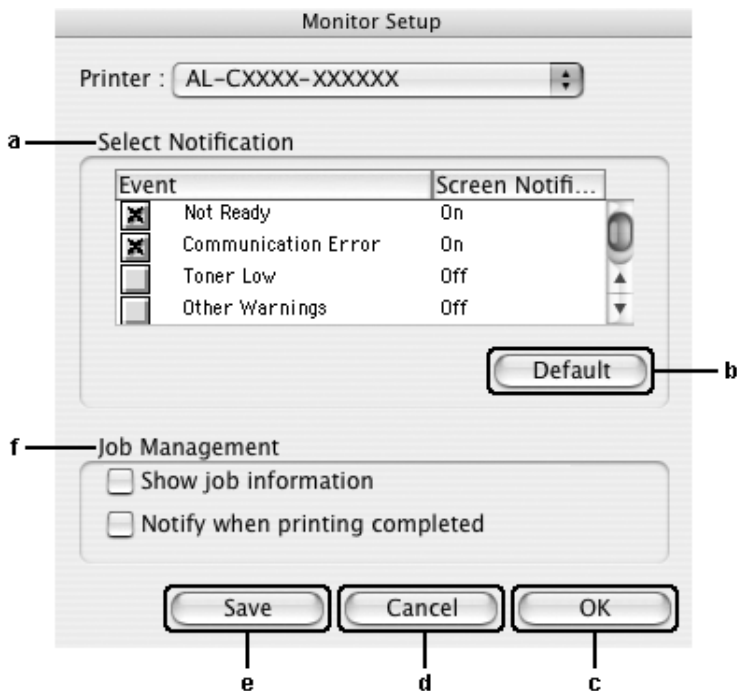 Monitor Setup
Printer : AL-CXXXX-XXXXXX
a Select Notification
Event Screen Notifi...
Not Ready On
Communication Error On
Toner Low Off
Other Warnings Off
Default b
f Job Management
Show job information
Notify when printing completed
Save Cancel OK
e d c